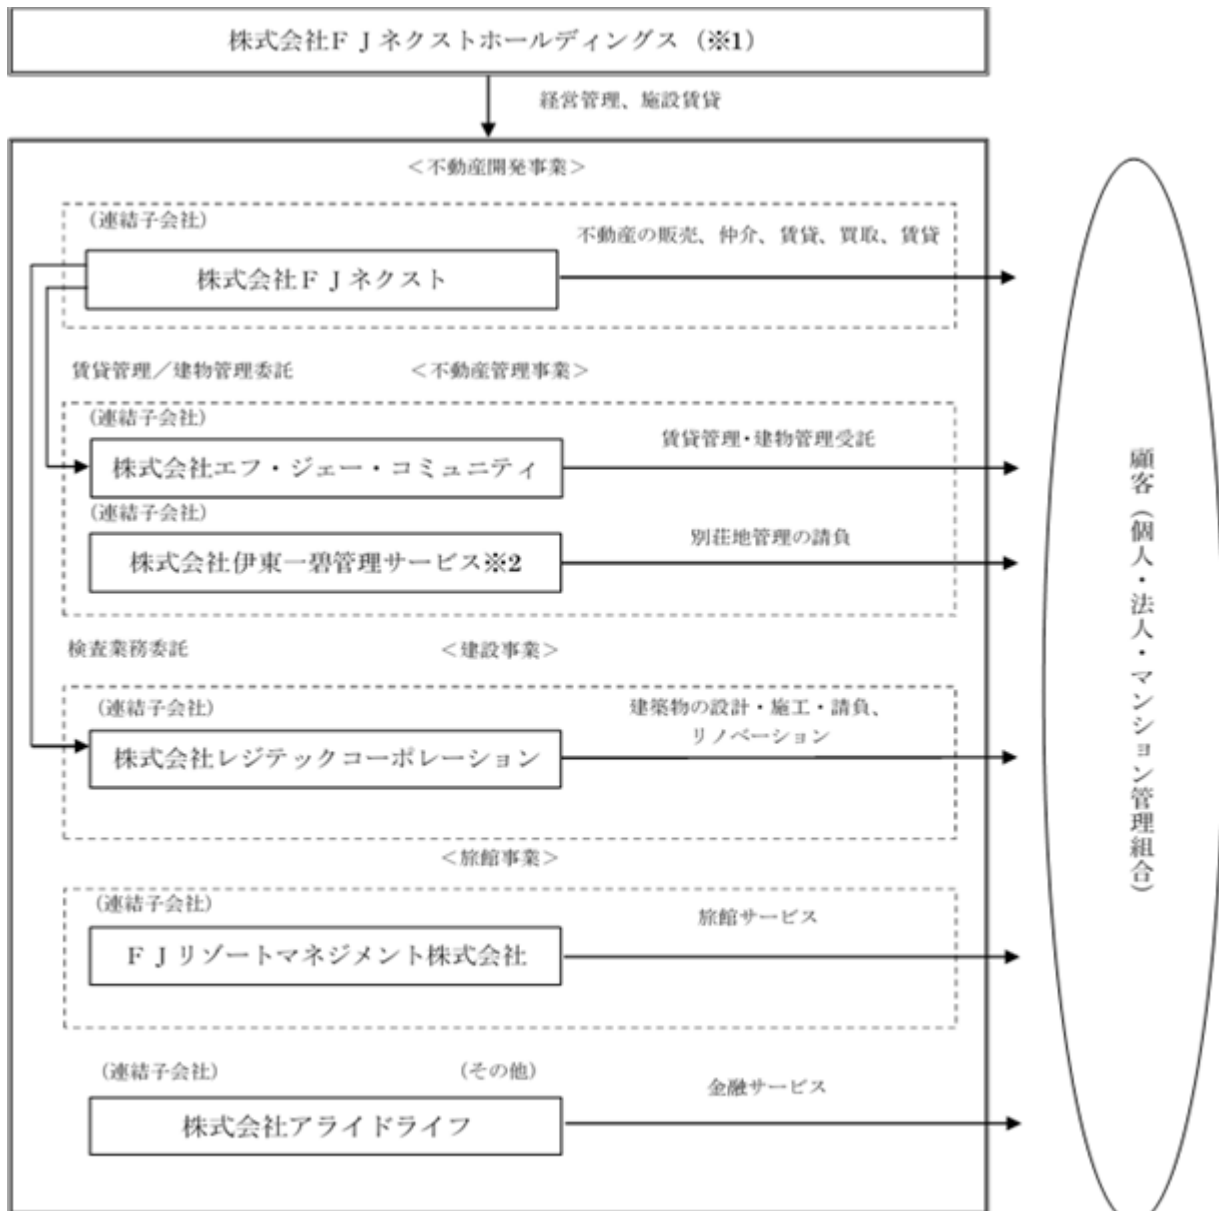 株式会社ＦＪネクストホールディングス（※1）
経営管理、施設賃貸
＜不動産開発事業＞
（連結子会社）
不動産の販売、仲介、賃貸、買取、賃貸
株式会社ＦＪネクスト
賃貸管理／建物管理委託
＜不動産管理事業＞
（連結子会社）
賃貸管理・建物管理受託
株式会社エフ・ジェー・コミュニティ
（連結子会社）
別荘地管理の請負
株式会社伊東一碧管理サービス※2
検査業務委託
＜建設事業＞
（連結子会社）
建築物の設計・施工・請負、
リノベーション
株式会社レジテックコーポレーション
＜旅館事業＞
（連結子会社）
旅館サービス
ＦＪリゾートマネジメント株式会社
（連結子会社）
（その他）
金融サービス
株式会社アライドライフ
顧客（個人・法人・マンション管理組合）